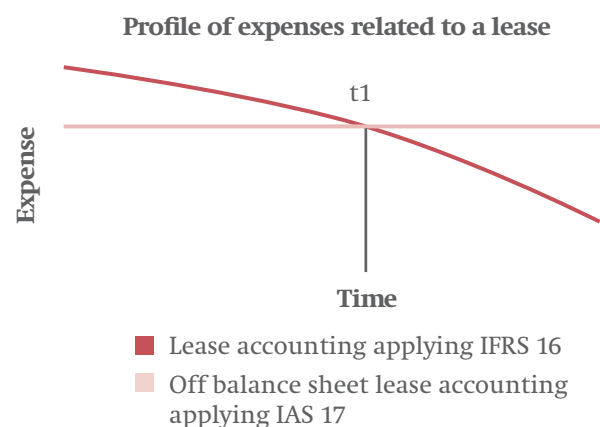 Profile of expenses related to a lease
t1
Expense
Time
Lease accounting applying IFRS 16
Off balance sheet lease accounting
applying IAS 17